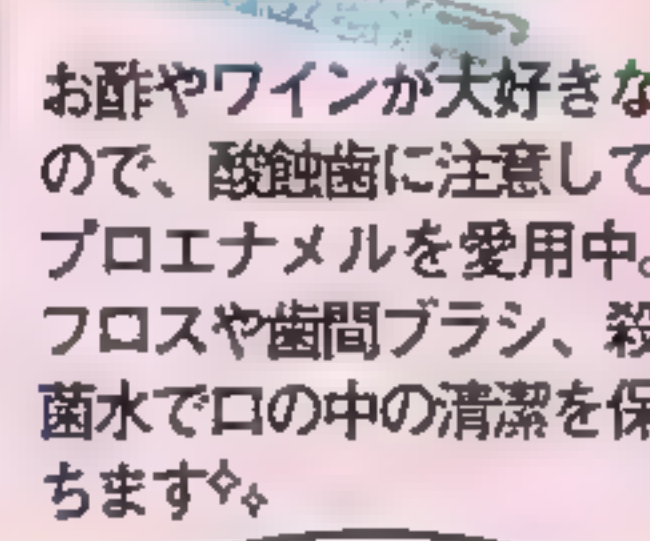 お酢やワインが大好きな
ので、酸蝕歯に注意して
プロエナメルを愛用中。
フロスや歯間ブラシ、殺
菌水で口の中の清潔を保
ちます✧˖